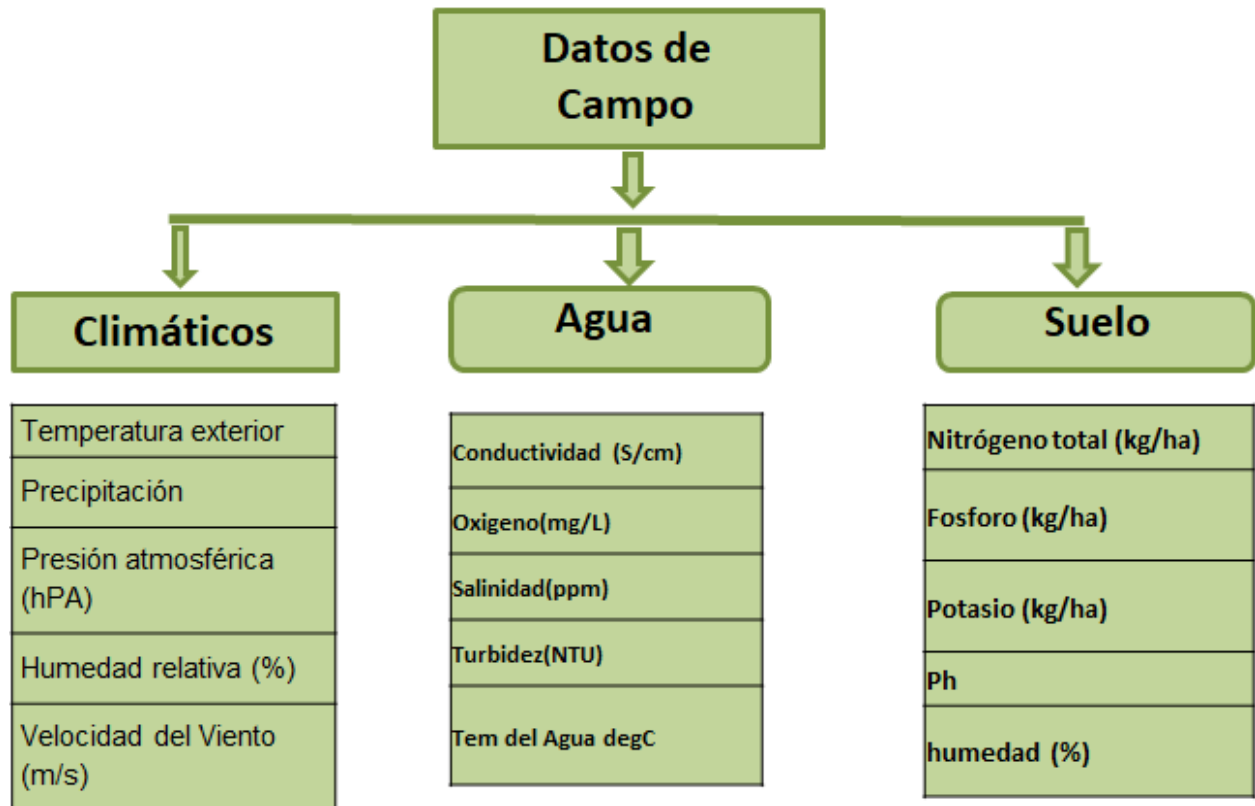 Datos de
Campo
Climáticos
Temperatura exterior
Precipitación
Presión atmosférica
(hPA)
Humedad relativa (%)
Velocidad del Viento
(m/s)
Agua
Conductividad (S/cm)
Oxigeno(mg/L)
Salinidad(ppm)
Turbidez(NTU)
Tem del Agua degC
Suelo
Nitrógeno total (kg/ha)
Fosforo (kg/ha)
Potasio (kg/ha)
Ph
humedad (%)